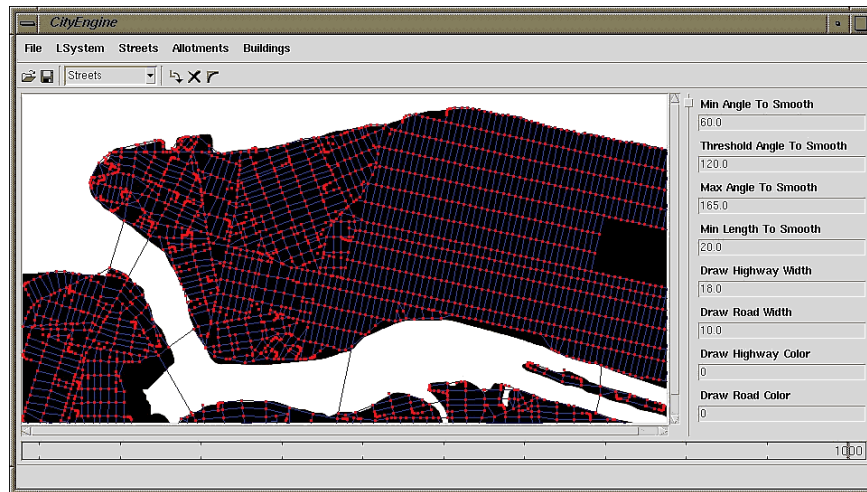 CityEngine
File LSystem Streets Allotments Buildings
Streets
Min Angle To Smooth
60.0
Threshold Angle To Smooth
120.0
Max Angle To Smooth
165.0
Min Length To Smooth
20.0
Draw Highway Width
18.0
Draw Road Width
10.0
Draw Highway Color
0
Draw Road Color
0
1000